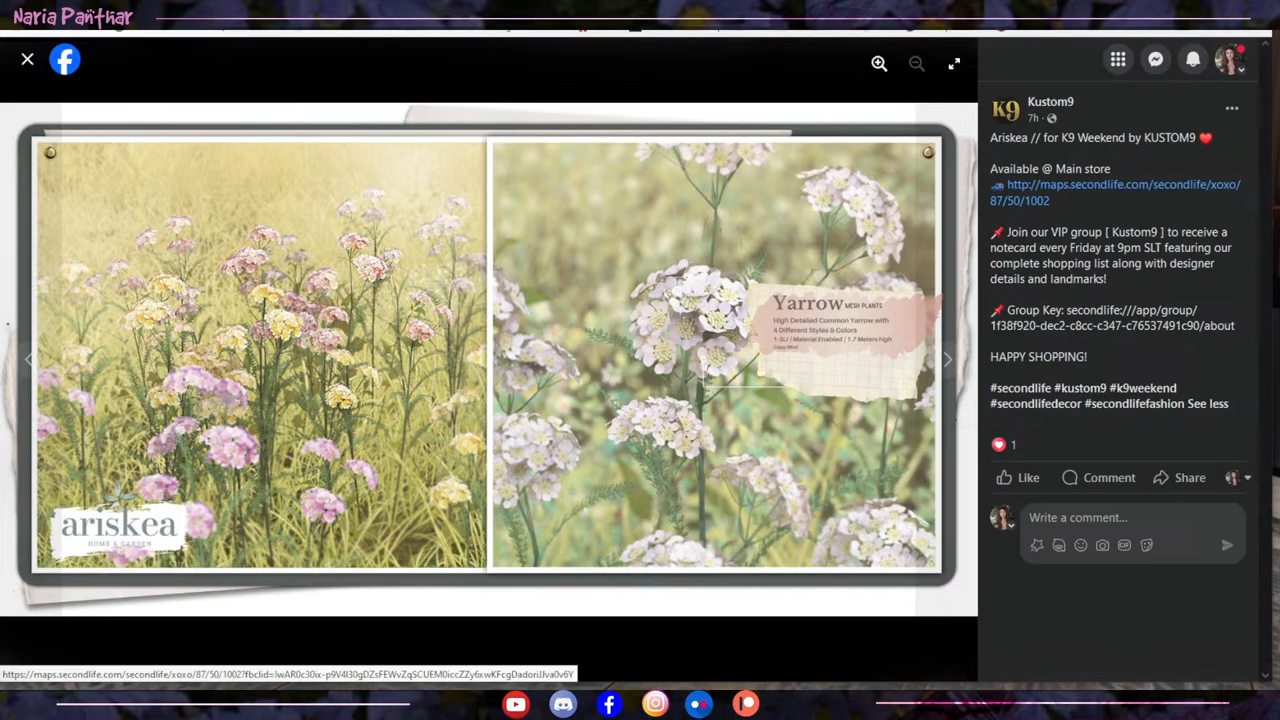 Naria Panthar
Kustom9
7h
Ariskea // for K9 Weekend by KUSTOM9 ❤️
Available @ Main store
🚙 http://maps.secondlife.com/secondlife/xoxo/
87/50/1002
📌 Join our VIP group [ Kustom9 ] to receive a
notecard every Friday at 9pm SLT featuring our
complete shopping list along with designer
details and landmarks!
📌 Group Key: secondlife:///app/group/
1f38f920-dec2-c8cc-c347-c76537491c90/about
HAPPY SHOPPING!
#secondlife #kustom9 #k9weekend
#secondlifedecor #secondlifefashion See less
1
Like Comment Share
Write a comment...
K9
Yarrow MESH PLANTS
High Detailed Common Yarrow with
4 Different Styles & Colors
1-3LI | Material Enabled | 1.7 Meters high
ariskea
HOME & GARDEN